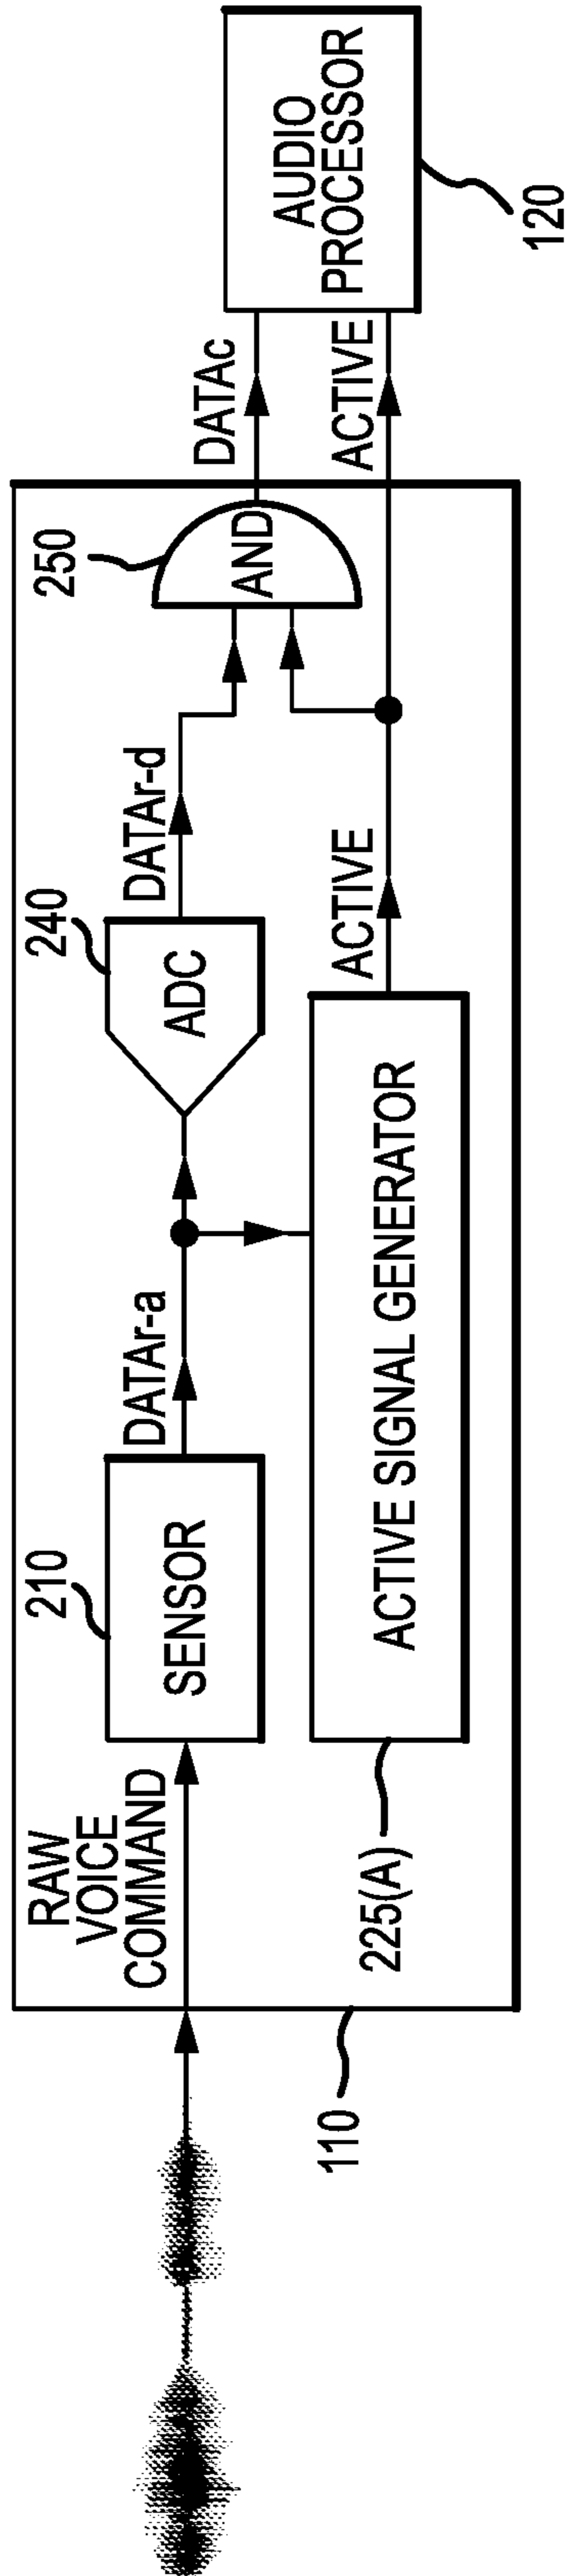 RAW
VOICE
COMMAND
110
210
SENSOR
DATAr-a
240
ADC
DATAr-d
250
AND
DATAc
225(A)
ACTIVE SIGNAL GENERATOR
ACTIVE
ACTIVE
AUDIO
PROCESSOR
120